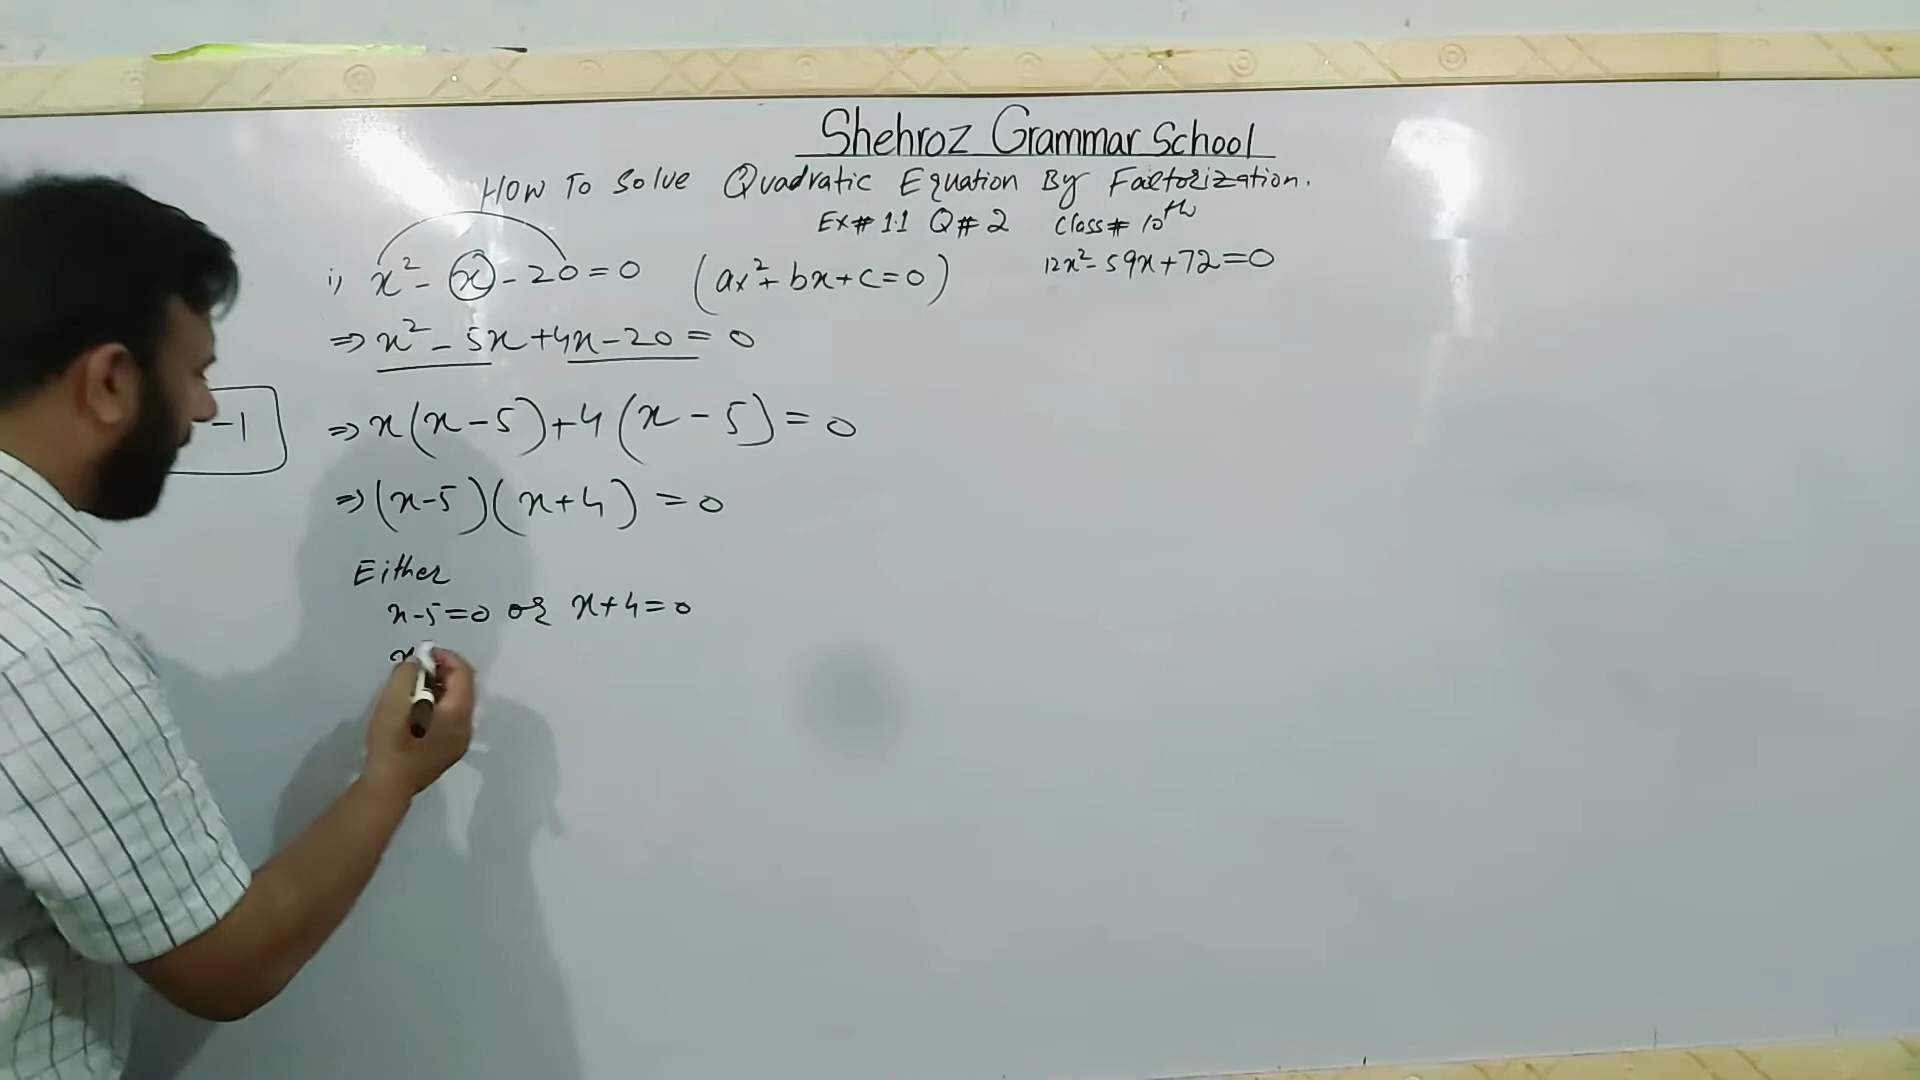 Shehroz Grammar School
How To Solve Quadratic Equation By Factorization.
Ex# 1.1 Q# 2 Class# 10th
i) x² - x - 20 = 0 (ax² + bx + c = 0) 12x² - 59x + 72 = 0
⇒ x² - 5x + 4x - 20 = 0
-1
⇒ x(x - 5) + 4(x - 5) = 0
⇒ (x-5)(x+4) = 0
Either
x-5=0 or x+4=0
x